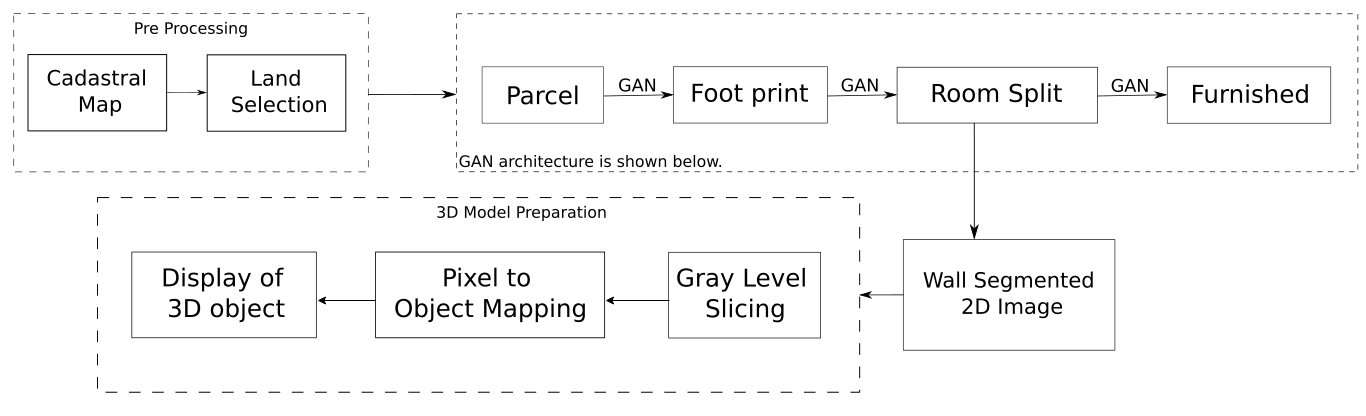 Pre Processing
Cadastral
Map
Land
Selection
Parcel
GAN
Foot print
GAN
Room Split
GAN
Furnished
GAN architecture is shown below.
3D Model Preparation
Display of
3D object
Pixel to
Object Mapping
Gray Level
Slicing
Wall Segmented
2D Image